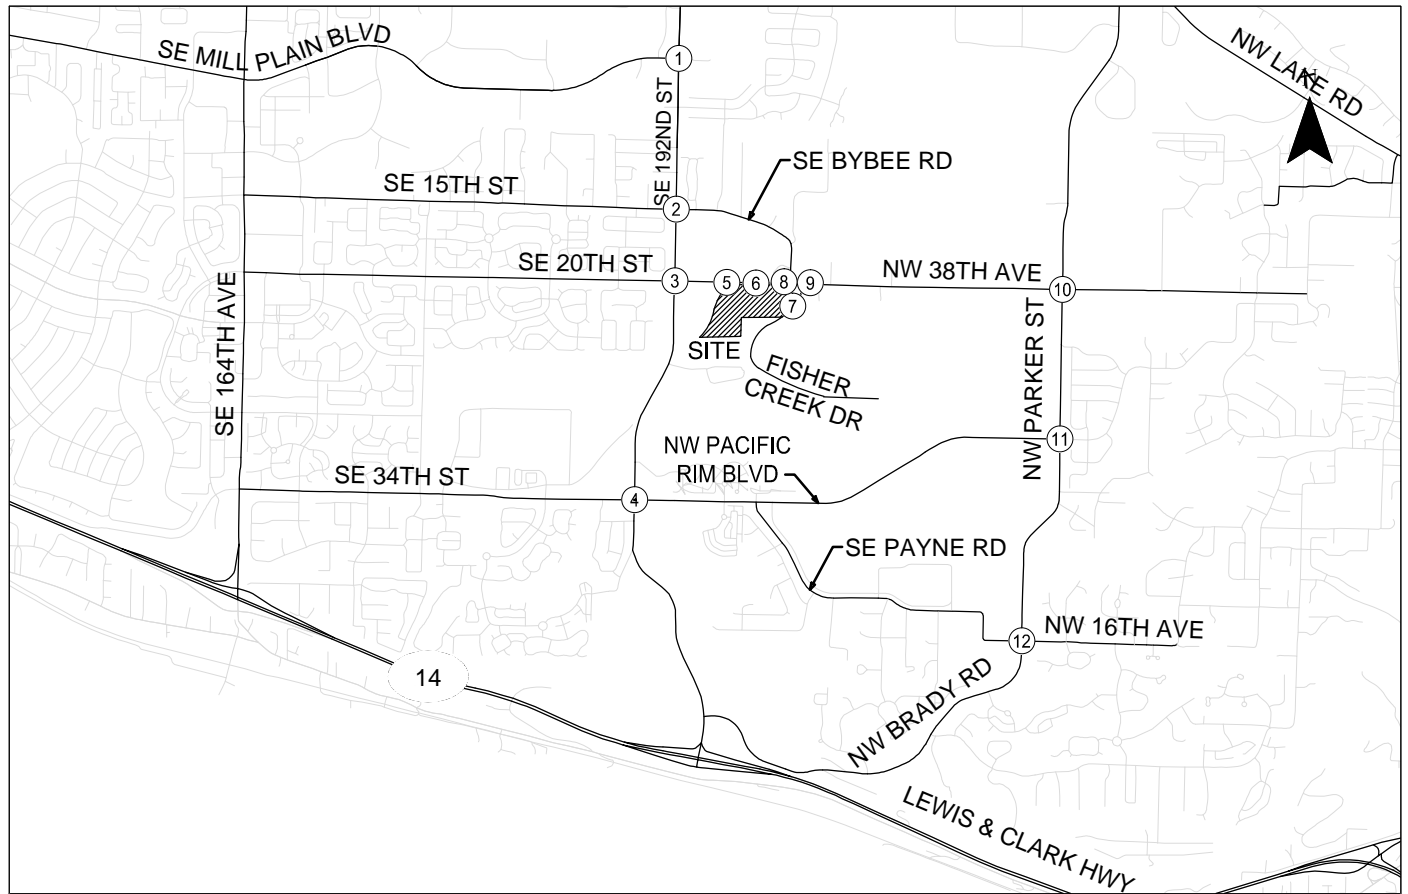 SE MILL PLAIN BLVD
NW LAKE RD
N
1
SE 192ND ST
SE BYBEE RD
SE 15TH ST
2
SE 20TH ST
3
5
6
8
9
NW 38TH AVE
10
7
SE 164TH AVE
SITE
FISHER
CREEK DR
NW PARKER ST
NW PACIFIC
RIM BLVD
11
SE 34TH ST
4
SE PAYNE RD
12
NW 16TH AVE
14
NW BRADY RD
LEWIS & CLARK HWY